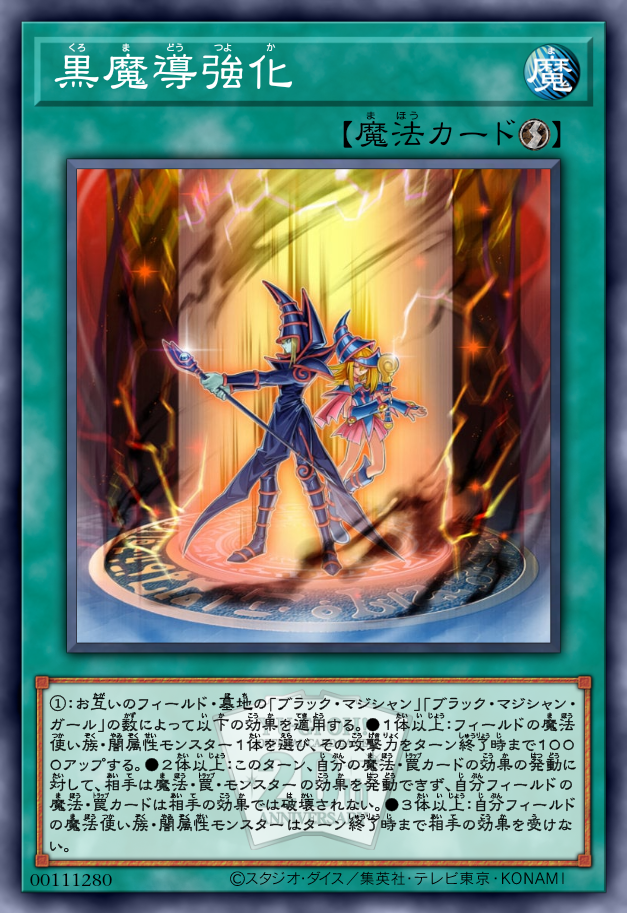 黒魔導強化
魔
【魔法カード】
①：お互いのフィールド・墓地の「ブラック・マジシャン」「ブラック・マジシャン・
ガール」の数によって以下の効果を適用する。●１体以上：フィールドの魔法
使い族・闇属性モンスター１体を選び、その攻撃力をターン終了時まで１００
０アップする。●２体以上：このターン、自分の魔法・罠カードの効果の発動に
対して、相手は魔法・罠・モンスターの効果を発動できず、自分フィールドの
魔法・罠カードは相手の効果では破壊されない。●３体以上：自分フィールド
の魔法使い族・闇属性モンスターはターン終了時まで相手の効果を受けな
い。
00111280
©スタジオ・ダイス／集英社・テレビ東京・KONAMI